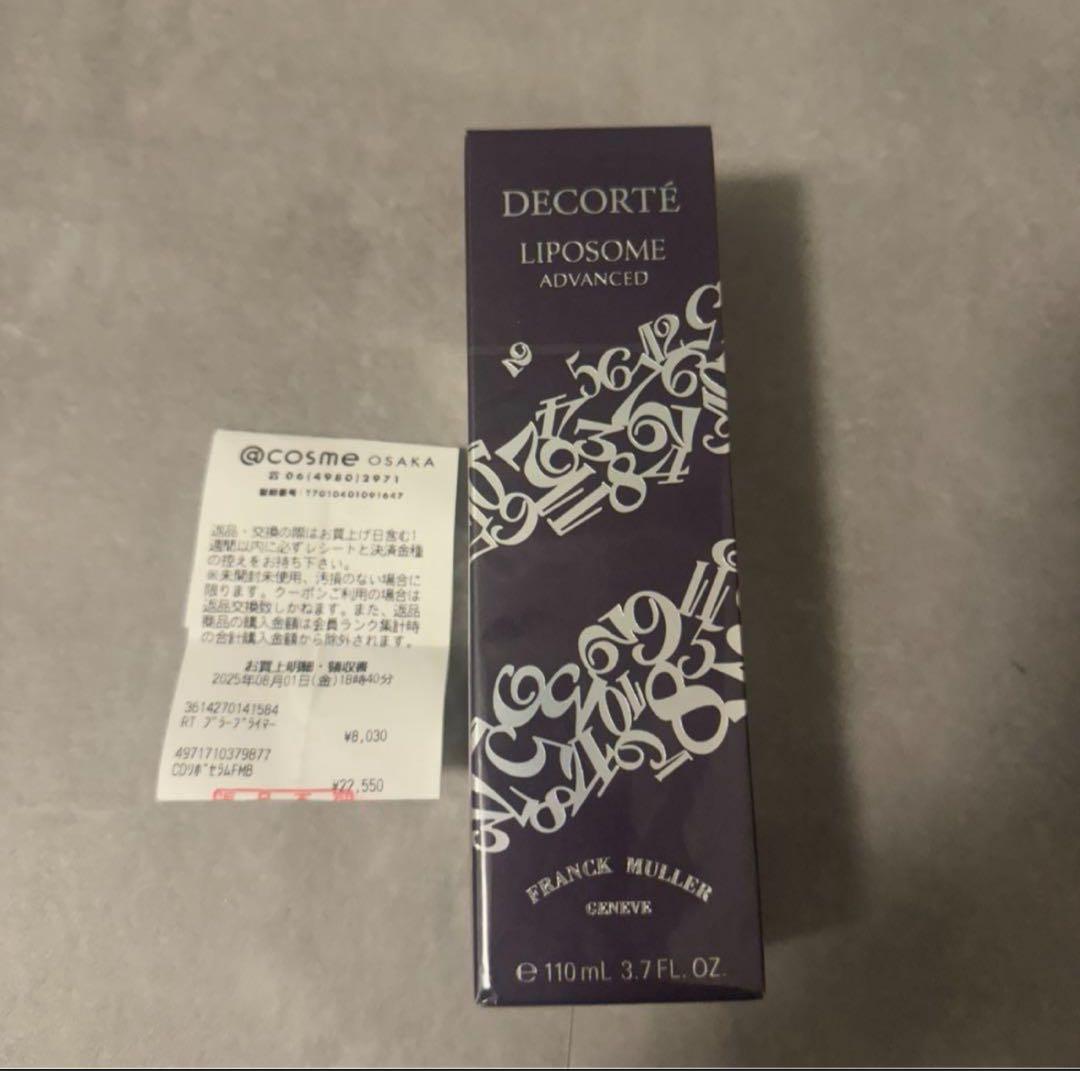 @cosme OSAKA
☎ 06(4980)2971
登録番号:T7010401091647
返品・交換の際はお買上げ日含む1
週間以内に必ずレシートと決済金種
の控えをお持ち下さい。
※未開封未使用、汚損のない場合に
限ります。クーポンご利用の場合は
返品交換致しかねます。また、返品
商品の購入金額は会員ランク集計時
の合計購入金額から除外されます。
お買上明細・領収書
2025年08月01日(金)18時40分
3614270141584
RT ブラープライマー
¥8,030
4971710379877
CDリポセラムFMB
¥22,550
DECORTÉ
LIPOSOME
ADVANCED
FRANCK MULLER
GENEVE
e 110 mL 3.7 FL. OZ.